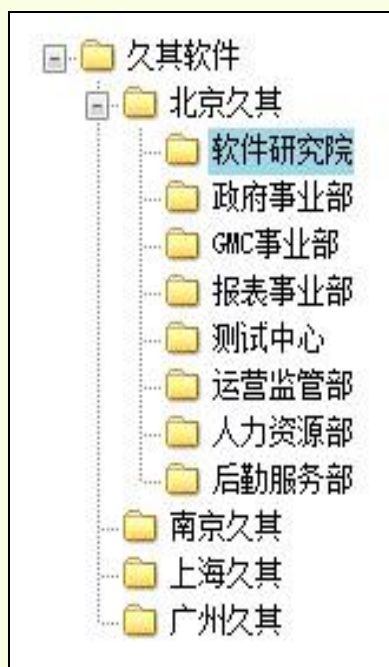 久其软件
北京久其
软件研究院
政府事业部
GMC事业部
报表事业部
测试中心
运营监管部
人力资源部
后勤服务部
南京久其
上海久其
广州久其